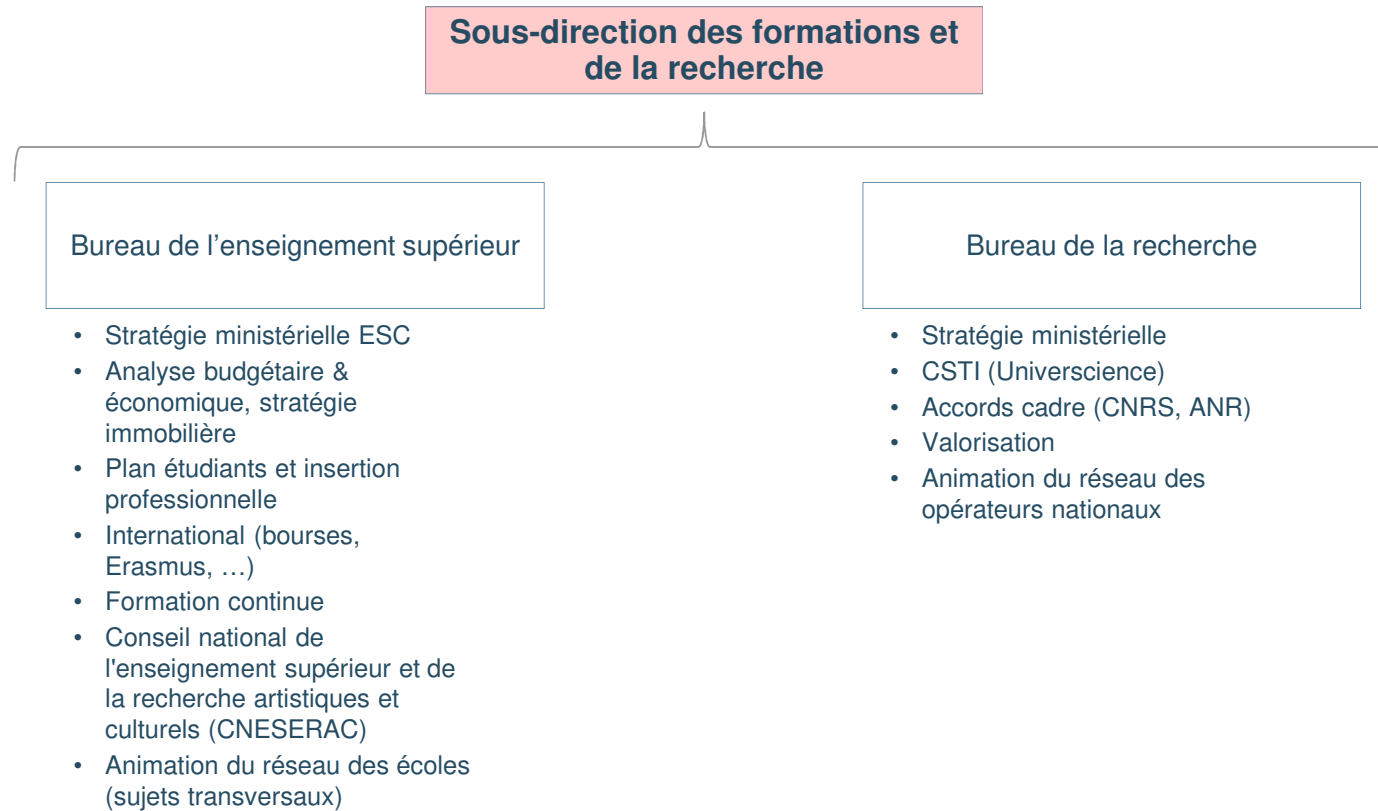 Sous-direction des formations et
de la recherche
Bureau de l'enseignement supérieur
• Stratégie ministérielle ESC
• Analyse budgétaire &
économique, stratégie
immobilière
• Plan étudiants et insertion
professionnelle
• International (bourses,
Erasmus, …)
• Formation continue
• Conseil national de
l'enseignement supérieur et de
la recherche artistiques et
culturels (CNESERAC)
• Animation du réseau des écoles
(sujets transversaux)
Bureau de la recherche
• Stratégie ministérielle
• CSTI (Universcience)
• Accords cadre (CNRS, ANR)
• Valorisation
• Animation du réseau des
opérateurs nationaux